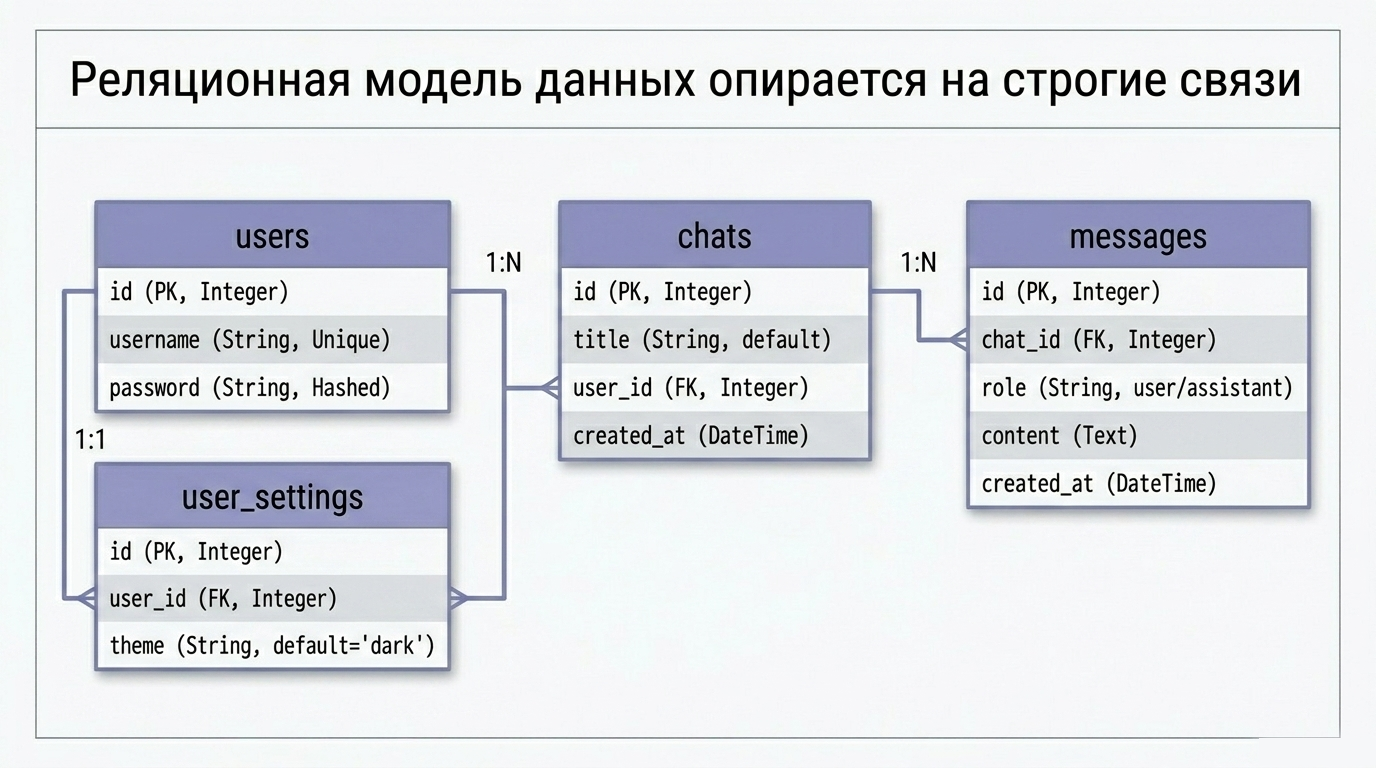 Реляционная модель данных опирается на строгие связи
users
id (PK, Integer)
username (String, Unique)
password (String, Hashed)
1:1
user_settings
id (PK, Integer)
user_id (FK, Integer)
theme (String, default='dark')
1:N
chats
id (PK, Integer)
title (String, default)
user_id (FK, Integer)
created_at (DateTime)
1:N
messages
id (PK, Integer)
chat_id (FK, Integer)
role (String, user/assistant)
content (Text)
created_at (DateTime)